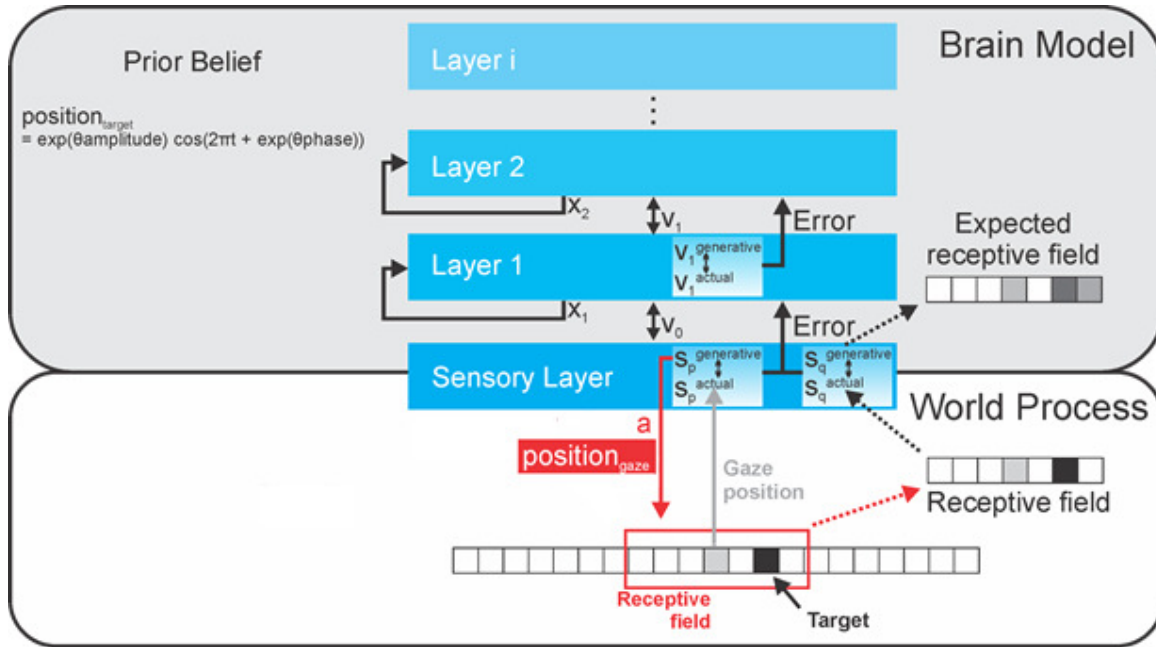 Brain Model
Prior Belief
position_target
= exp(θamplitude) cos(2πt + exp(θphase))
Layer i
⋮
Layer 2
x₂
v₁
Error
Expected
receptive field
Layer 1
v₁ generative
v₁ actual
x₁
v₀
Error
Sensory Layer
s_p generative
s_p actual
s_q generative
s_q actual
World Process
a
position_gaze
Gaze
position
Receptive field
Receptive
field
Target